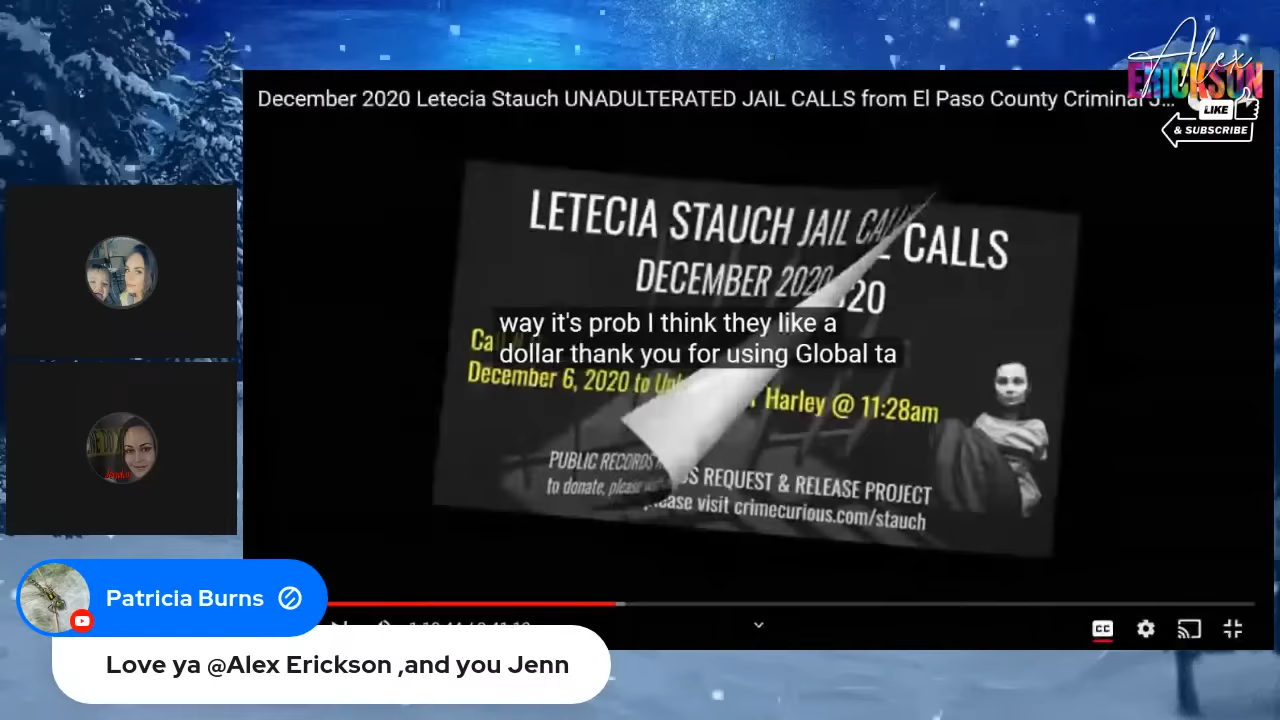 Alex
ERICKSON
LIKE
& SUBSCRIBE
December 2020 Letecia Stauch UNADULTERATED JAIL CALLS from El Paso County Criminal J...
LETECIA STAUCH JAIL CALLS
CALLS
DECEMBER 2020
way it's prob I think they like a
dollar thank you for using Global ta
December 6, 2020 to
Harley @ 11:28am
PUBLIC RECORDS
REQUEST & RELEASE PROJECT
to donate, please
please visit crimecurious.com/stauch
Patricia Burns
CC
Love ya @Alex Erickson ,and you Jenn